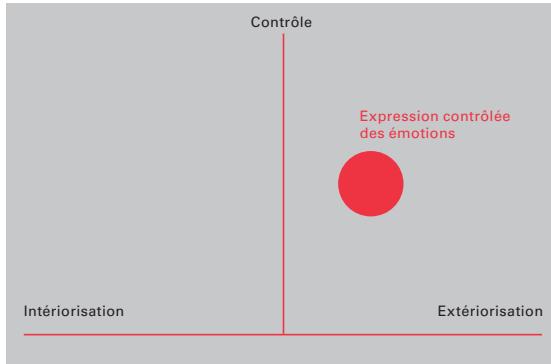 Contrôle
Expression contrôlée
des émotions
Intériorisation
Extériorisation